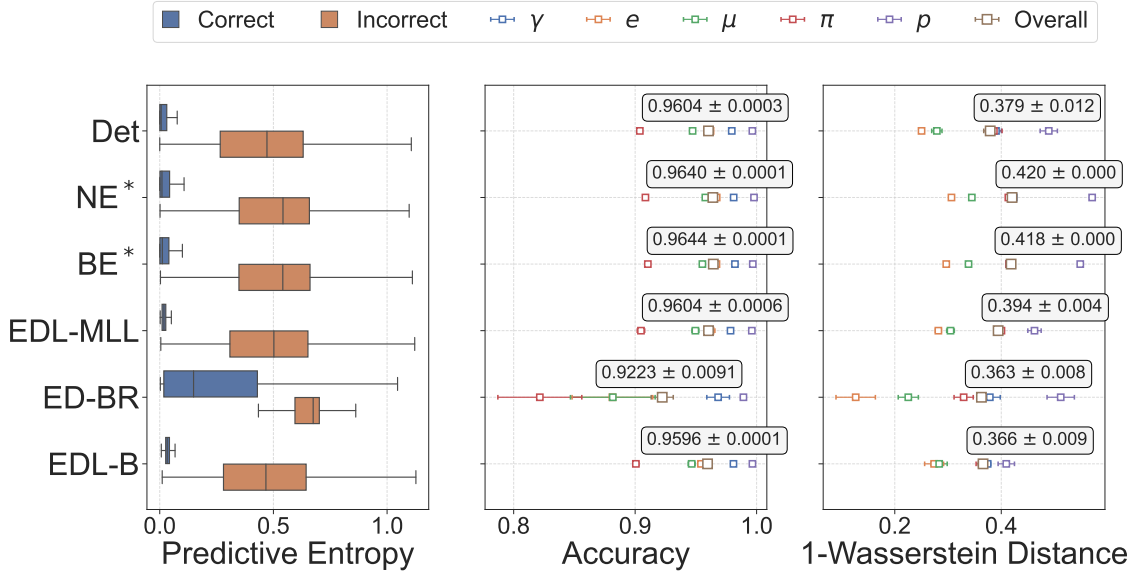 Correct Incorrect γ e μ π p Overall
Det
NE*
BE*
EDL-MLL
ED-BR
EDL-B
0.0 0.5 1.0
Predictive Entropy
0.9604 ± 0.0003
0.9640 ± 0.0001
0.9644 ± 0.0001
0.9604 ± 0.0006
0.9223 ± 0.0091
0.9596 ± 0.0001
0.8 0.9 1.0
Accuracy
0.379 ± 0.012
0.420 ± 0.000
0.418 ± 0.000
0.394 ± 0.004
0.363 ± 0.008
0.366 ± 0.009
0.2 0.4
1-Wasserstein Distance